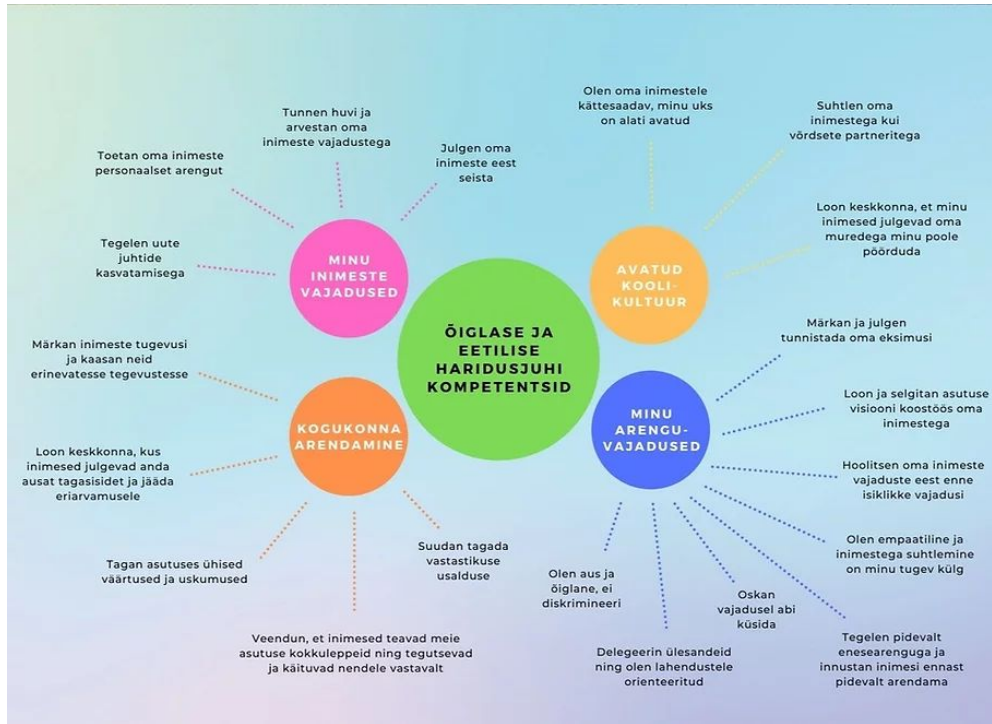 Tunnen huvi ja
arvestan oma
inimeste vajadustega
Toetan oma inimeste
personaalset arengut
Julgen oma
inimeste eest
seista
Tegelen uute
juhtide
kasvatamisega
MINU
INIMESTE
VAJADUSED
Olen oma inimestele
kättesaadav, minu uks
on alati avatud
Suhtlen oma
inimestega kui
võrdsete partneritega
Loon keskkonna, et minu
inimesed julgevad oma
muredega minu poole
pöörduda
AVATUD
KOOLI-
KULTUUR
ÕIGLASE JA
EETILISE
HARIDUSJUHI
KOMPETENTSID
Märkan inimeste tugevusi
ja kaasan neid
erinevatesse tegevustesse
KOGUKONNA
ARENDAMINE
Loon keskkonna, kus
inimesed julgevad anda
ausat tagasisidet ja jääda
eriarvamusele
Tagan asutuses ühised
väärtused ja uskumused
Suudan tagada
vastastikuse
usalduse
Veendun, et inimesed teavad meie
asutuse kokkuleppeid ning tegutsevad
ja käituvad nendele vastavalt
MINU
ARENGU-
VAJADUSED
Märkan ja julgen
tunnistada oma eksimusi
Loon ja selgitan asutuse
visiooni koostöös oma
inimestega
Hoolitsen oma inimeste
vajaduste eest enne
isiklikke vajadusi
Olen empaatiline ja
inimestega suhtlemine
on minu tugev külg
Olen aus ja
õiglane, ei
diskrimineeri
Oskan
vajadusel abi
küsida
Delegeerin ülesandeid
ning olen lahendustele
orienteeritud
Tegelen pidevalt
enesearenguga ja
innustan inimesi ennast
pidevalt arendama